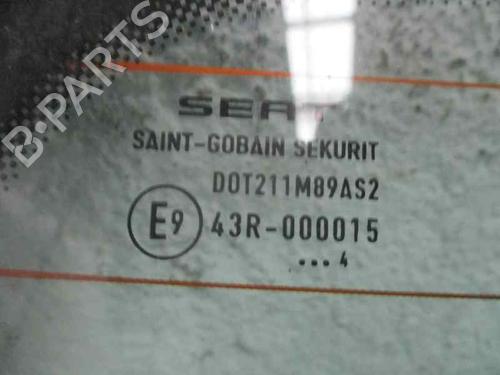 B-PARTS
SEAT
SAINT-GOBAIN SEKURIT
DOT211M89AS2
E9 43R-000015
... 4